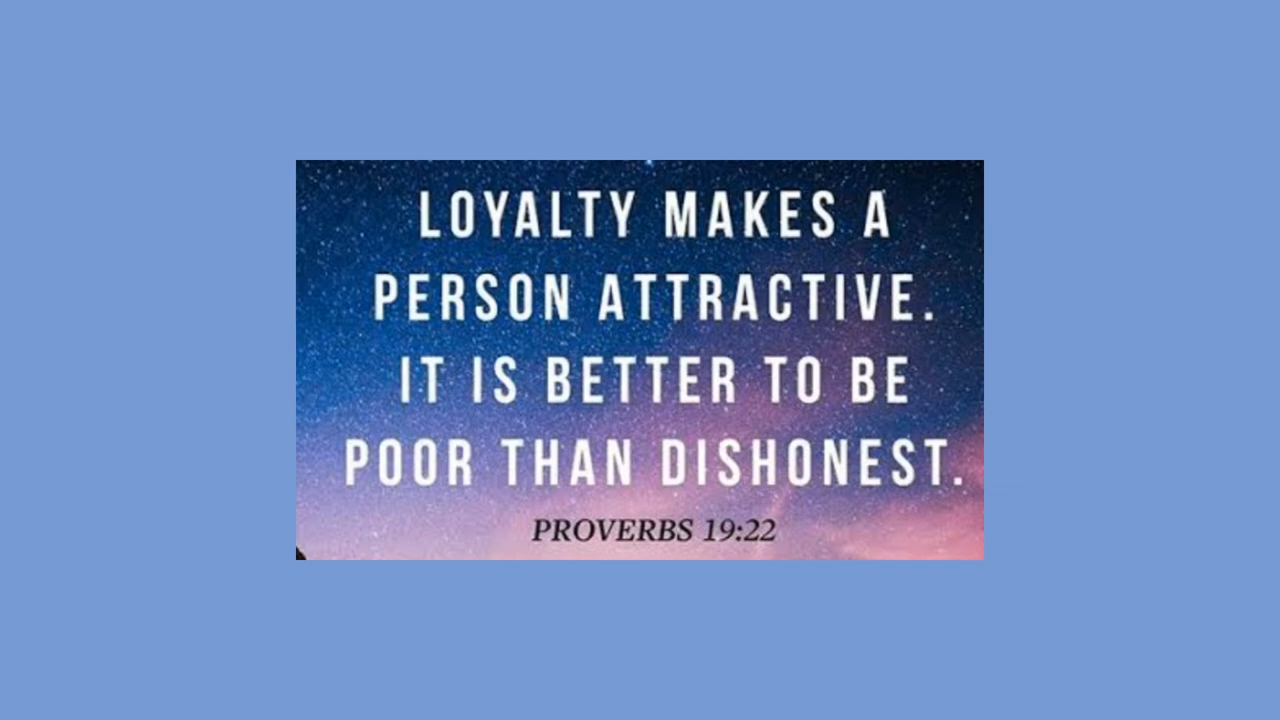 LOYALTY MAKES A
PERSON ATTRACTIVE.
IT IS BETTER TO BE
POOR THAN DISHONEST.
PROVERBS 19:22